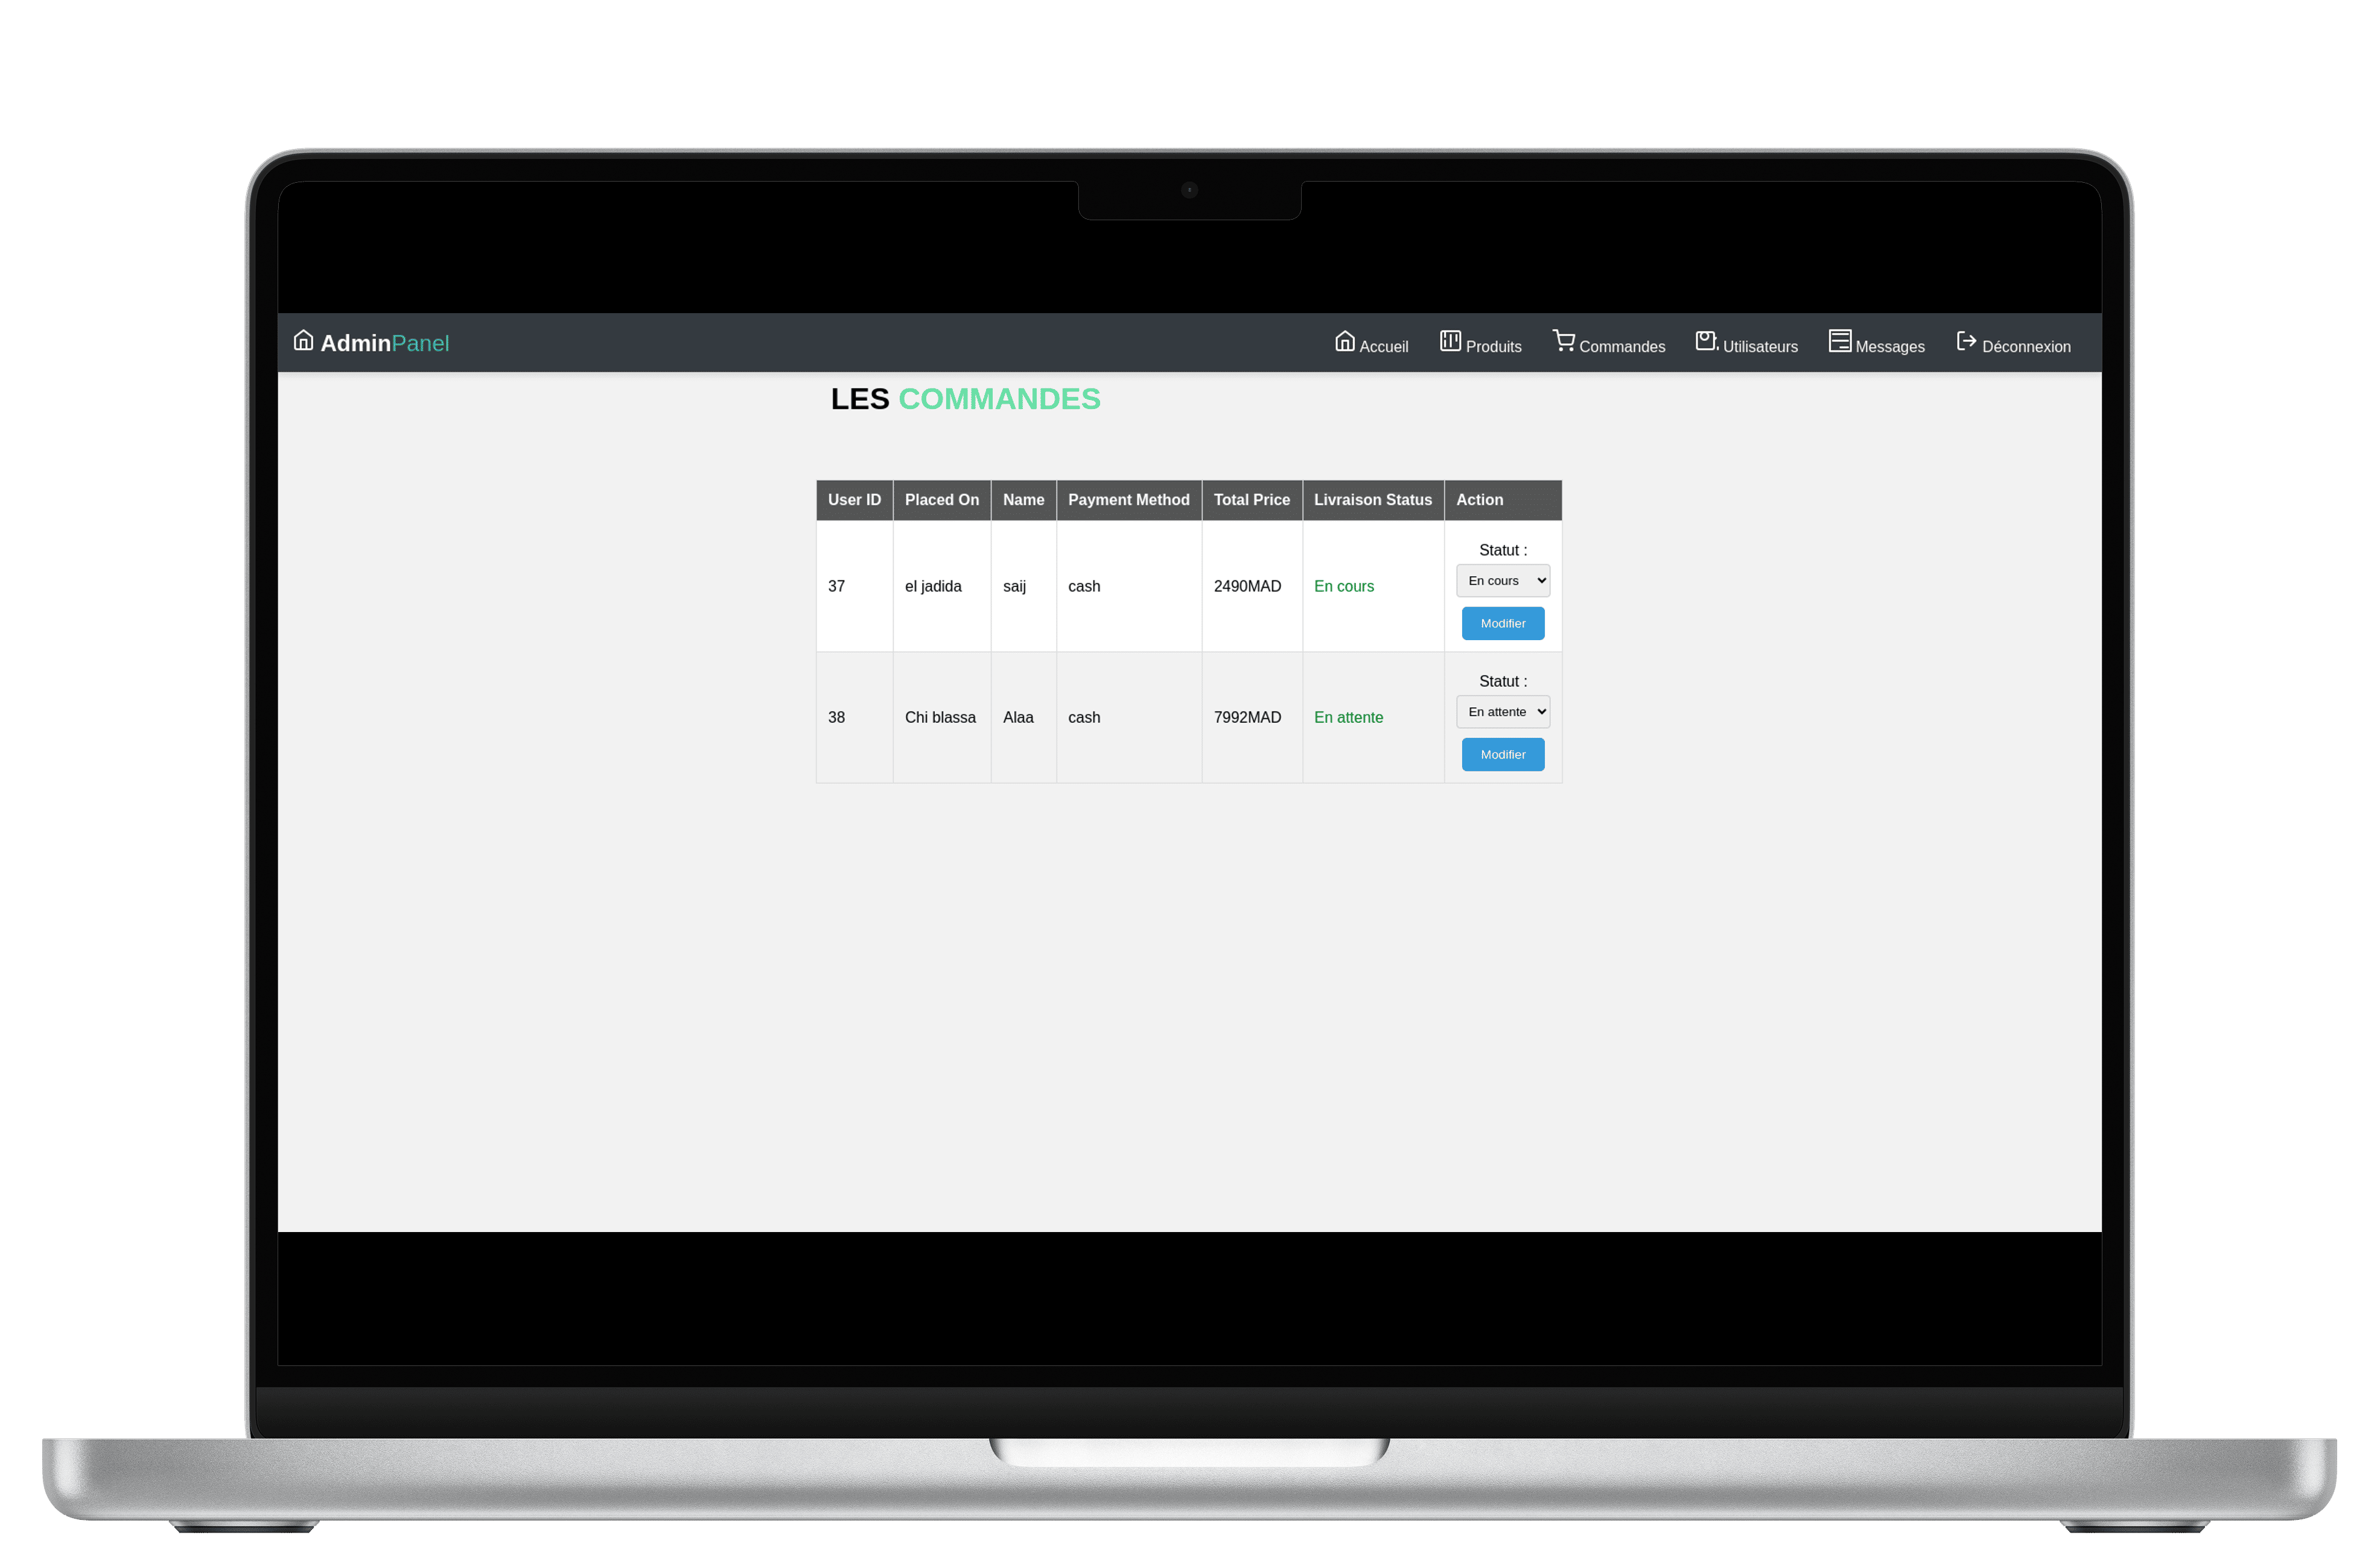 AdminPanel Accueil Produits Commandes Utilisateurs Messages Déconnexion
LES COMMANDES
User ID Placed On Name Payment Method Total Price Livraison Status Action
Statut :
37 el jadida saij cash 2490MAD En cours En cours
Modifier
Statut :
38 Chi blassa Alaa cash 7992MAD En attente En attente
Modifier